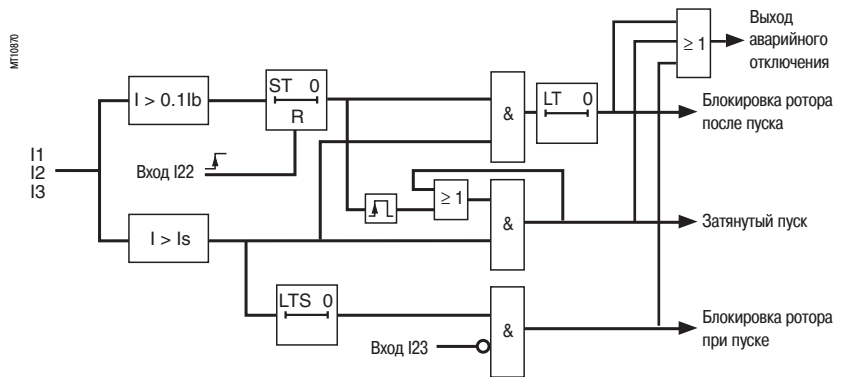 MT10870
Выход
аварийного
отключения
≥ 1
I > 0.1Ib
ST 0
R
&
LT 0
Блокировка ротора
после пуска
I1
I2
I3
Вход I22
≥ 1
&
Затянутый пуск
I > Is
LTS 0
&
Вход I23
Блокировка ротора
при пуске